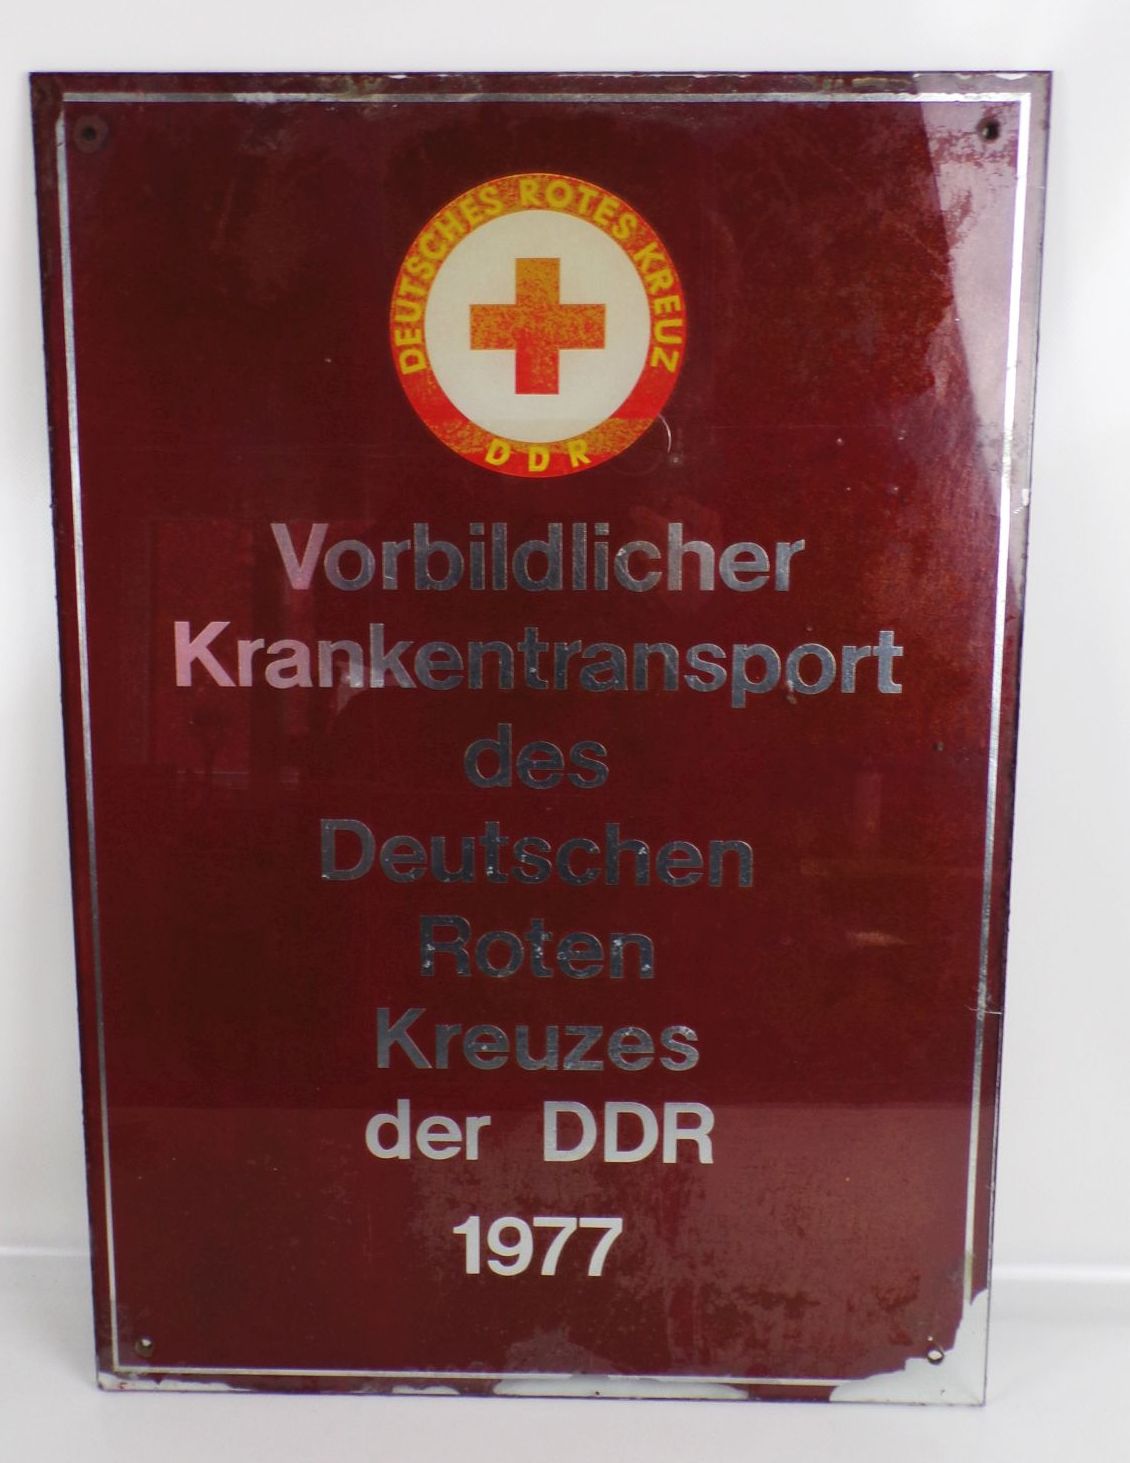 DEUTSCHES ROTES KREUZ
DDR
Vorbildlicher
Krankentransport
des
Deutschen
Roten
Kreuzes
der DDR
1977